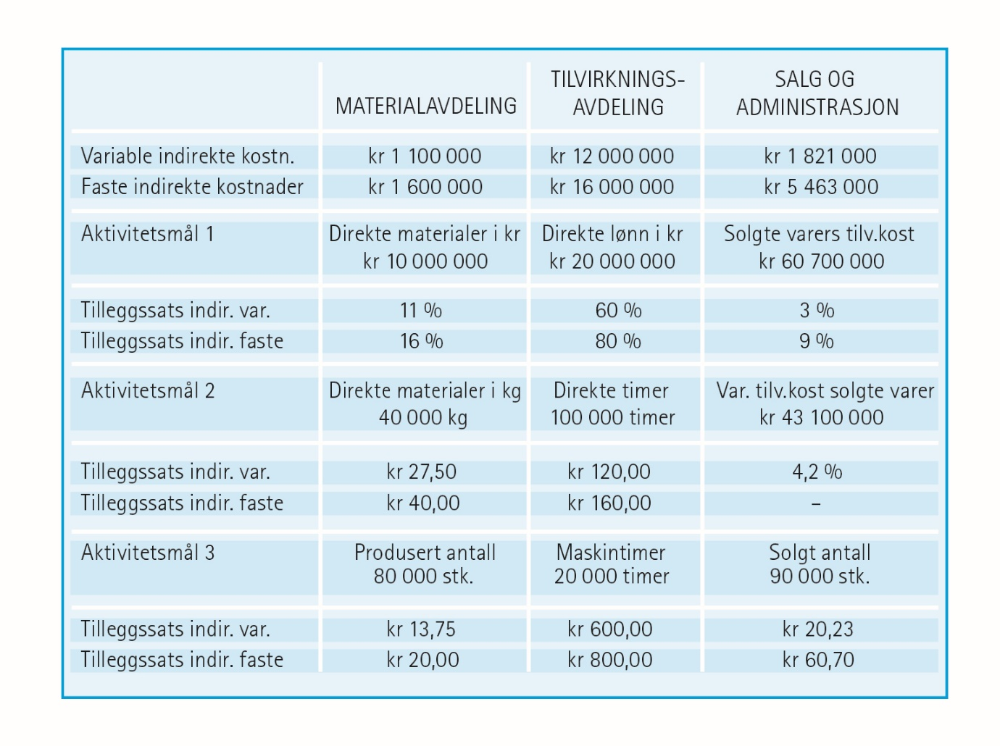 MATERIALAVDELING TILVIRKNINGS-AVDELING SALG OG ADMINISTRASJON
Variable indirekte kostn. kr 1 100 000 kr 12 000 000 kr 1 821 000
Faste indirekte kostnader kr 1 600 000 kr 16 000 000 kr 5 463 000
Aktivitetsmål 1 Direkte materialer i kr Direkte lønn i kr Solgte varers tilv.kost
kr 10 000 000 kr 20 000 000 kr 60 700 000
Tilleggssats indir. var. 11 % 60 % 3 %
Tilleggssats indir. faste 16 % 80 % 9 %
Aktivitetsmål 2 Direkte materialer i kg Direkte timer Var. tilv.kost solgte varer
40 000 kg 100 000 timer kr 43 100 000
Tilleggssats indir. var. kr 27,50 kr 120,00 4,2 %
Tilleggssats indir. faste kr 40,00 kr 160,00 –
Aktivitetsmål 3 Produsert antall Maskintimer Solgt antall
80 000 stk. 20 000 timer 90 000 stk.
Tilleggssats indir. var. kr 13,75 kr 600,00 kr 20,23
Tilleggssats indir. faste kr 20,00 kr 800,00 kr 60,70